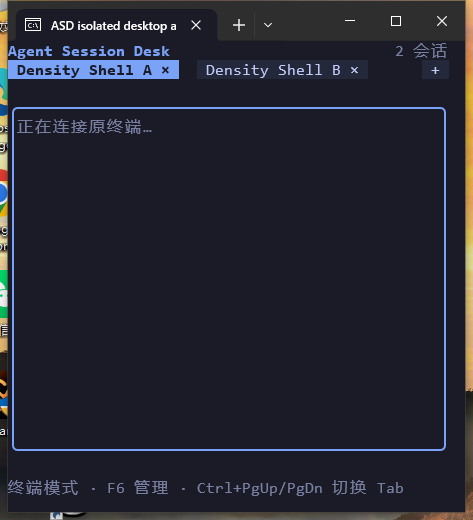 ASD isolated desktop a
Agent Session Desk 2 会话
Density Shell A × Density Shell B × +
正在连接原终端…
终端模式 · F6 管理 · Ctrl+PgUp/PgDn 切换 Tab